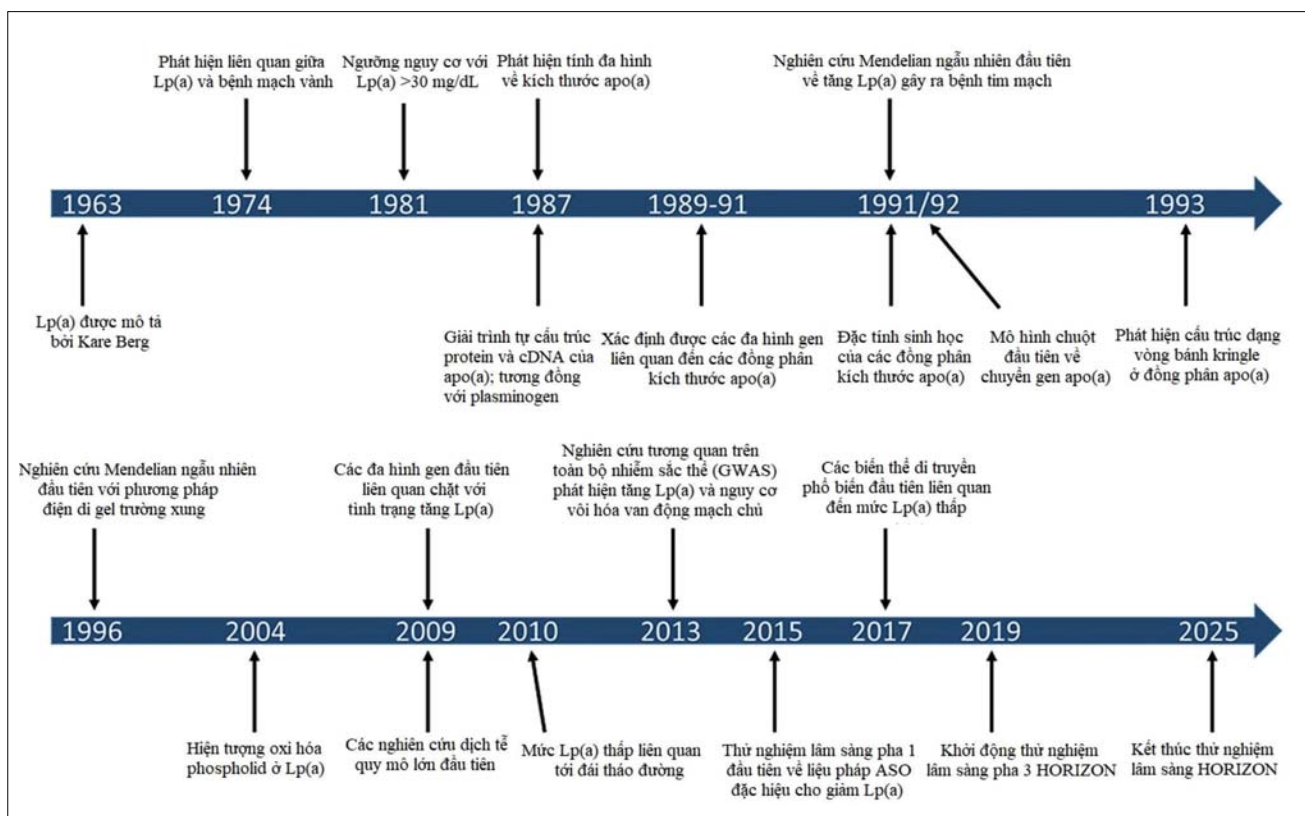 Phát hiện liên quan giữa
Lp(a) và bệnh mạch vành
Ngưỡng nguy cơ với
Lp(a) >30 mg/dL
Phát hiện tính đa hình
về kích thước apo(a)
Nghiên cứu Mendelian ngẫu nhiên đầu tiên
về tăng Lp(a) gây ra bệnh tim mạch
1963
1974
1981
1987
1989-91
1991/92
1993
Lp(a) được mô tả
bởi Kare Berg
Giải trình tự cấu trúc
protein và cDNA của
apo(a); tương đồng
với plasminogen
Xác định được các đa hình gen
liên quan đến các đồng phân
kích thước apo(a)
Đặc tính sinh học
của các đồng phân
kích thước apo(a)
Mô hình chuột
đầu tiên về
chuyển gen apo(a)
Phát hiện cấu trúc dạng
vòng bánh kringle
ở đồng phân apo(a)
Nghiên cứu Mendelian ngẫu nhiên
đầu tiên với phương pháp
điện di gel trường xung
Các đa hình gen đầu tiên
liên quan chặt với
tình trạng tăng Lp(a)
Nghiên cứu tương quan trên
toàn bộ nhiễm sắc thể (GWAS)
phát hiện tăng Lp(a) và nguy cơ
vôi hóa van động mạch chủ
Các biến thể di truyền
phổ biến đầu tiên liên quan
đến mức Lp(a) thấp
1996
2004
2009
2010
2013
2015
2017
2019
2025
Hiện tượng oxi hóa
phospholid ở Lp(a)
Các nghiên cứu dịch tễ
quy mô lớn đầu tiên
Mức Lp(a) thấp liên quan
tới đái tháo đường
Thử nghiệm lâm sàng pha 1
đầu tiên về liệu pháp ASO
đặc hiệu cho giảm Lp(a)
Khởi động thử nghiệm
lâm sàng pha 3 HORIZON
Kết thúc thử nghiệm
lâm sàng HORIZON